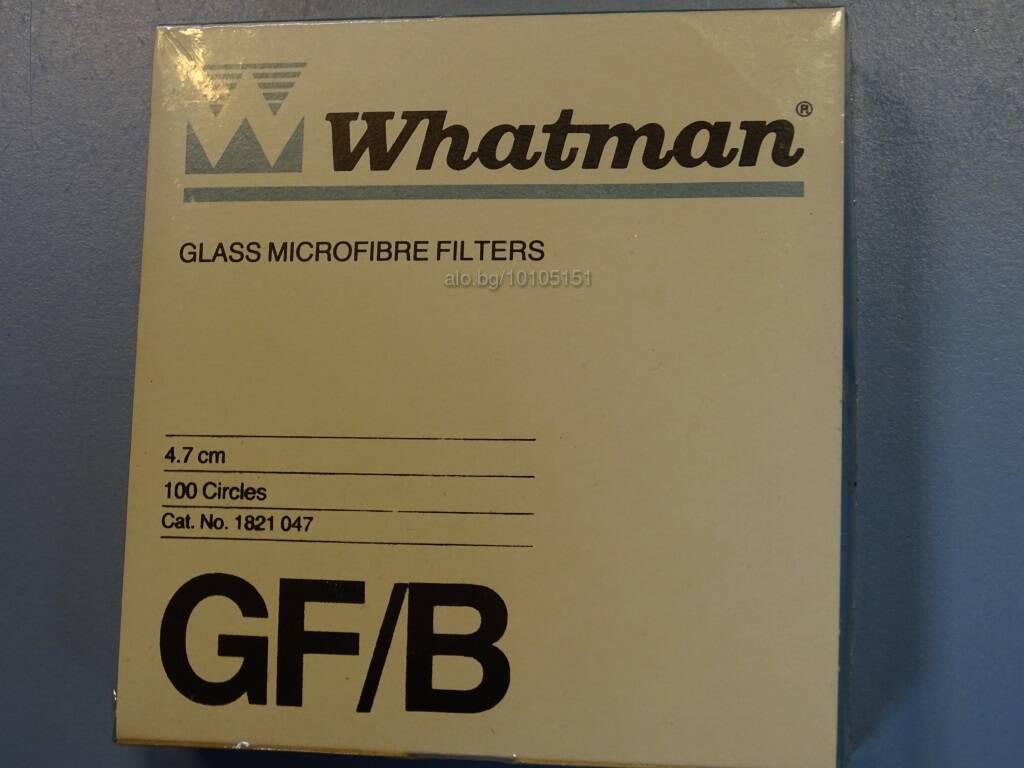 Whatman®
GLASS MICROFIBRE FILTERS
alo.bg/10105151
4.7 cm
100 Circles
Cat. No. 1821 047
GF/B